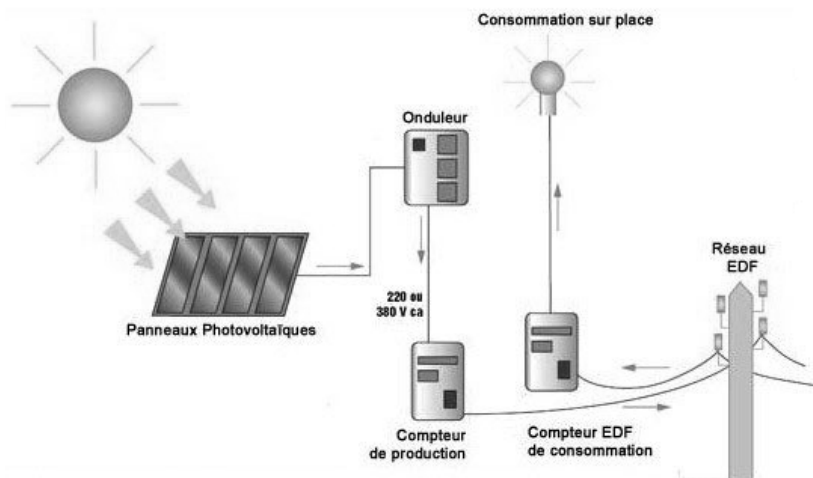 Consommation sur place
Onduleur
Réseau
EDF
220 ou
380 V ca
Panneaux Photovoltaïques
Compteur
de production
Compteur EDF
de consommation